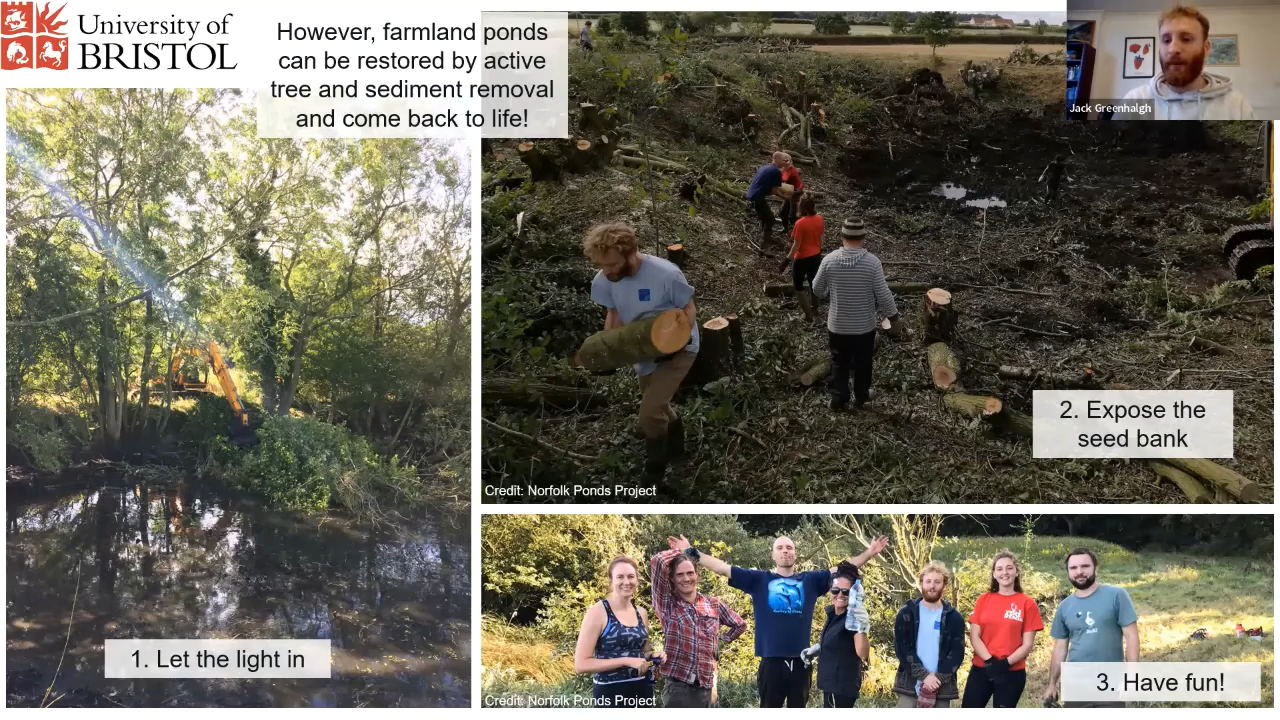 University of
BRISTOL
However, farmland ponds
can be restored by active
tree and sediment removal
and come back to life!
Jack Greenhalgh
2. Expose the
seed bank
Credit: Norfolk Ponds Project
1. Let the light in
3. Have fun!
Credit: Norfolk Ponds Project